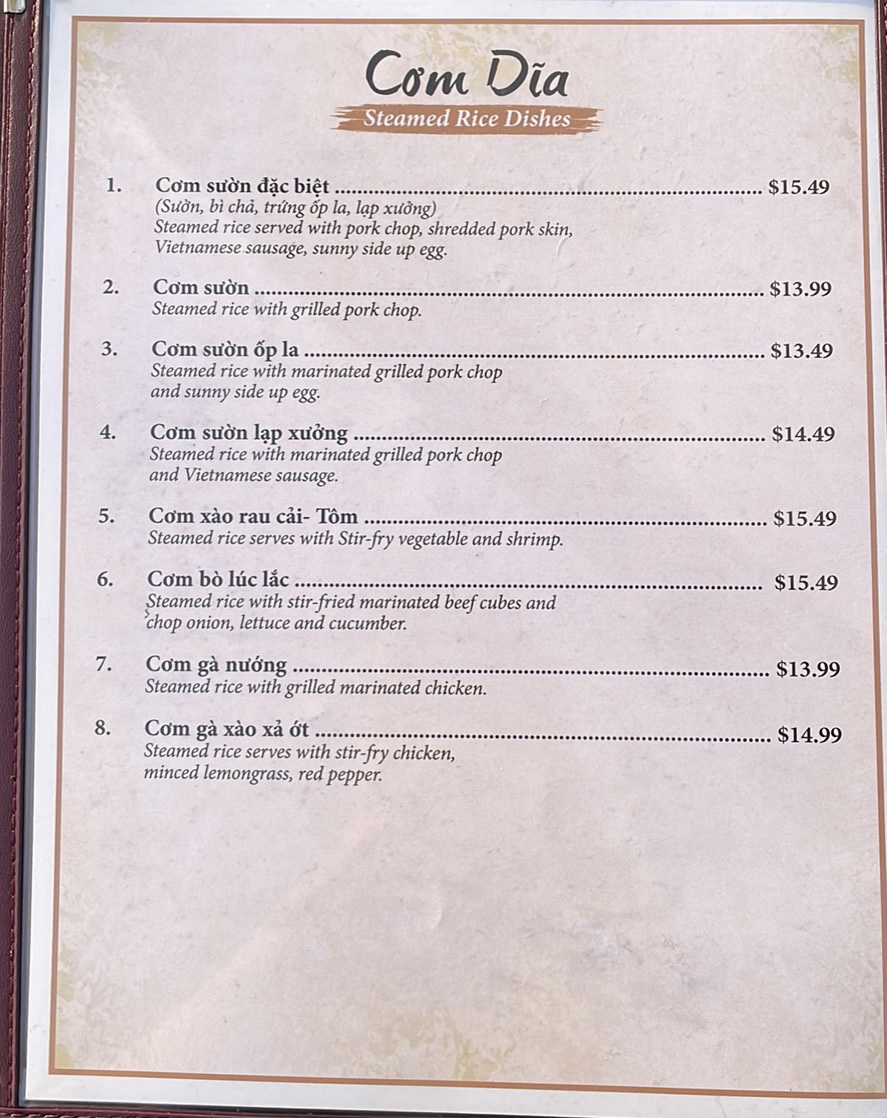 Cơm Dĩa
Steamed Rice Dishes
1. Cơm sườn đặc biệt ........ $15.49
(Sườn, bì chả, trứng ốp la, lạp xưởng)
Steamed rice served with pork chop, shredded pork skin,
Vietnamese sausage, sunny side up egg.
2. Cơm sườn ........ $13.99
Steamed rice with grilled pork chop.
3. Cơm sườn ốp la ........ $13.49
Steamed rice with marinated grilled pork chop
and sunny side up egg.
4. Cơm sườn lạp xưởng ........ $14.49
Steamed rice with marinated grilled pork chop
and Vietnamese sausage.
5. Cơm xào rau cải- Tôm ........ $15.49
Steamed rice serves with Stir-fry vegetable and shrimp.
6. Cơm bò lúc lắc ........ $15.49
Steamed rice with stir-fried marinated beef cubes and
chop onion, lettuce and cucumber.
7. Cơm gà nướng ........ $13.99
Steamed rice with grilled marinated chicken.
8. Cơm gà xào xả ớt ........ $14.99
Steamed rice serves with stir-fry chicken,
minced lemongrass, red pepper.